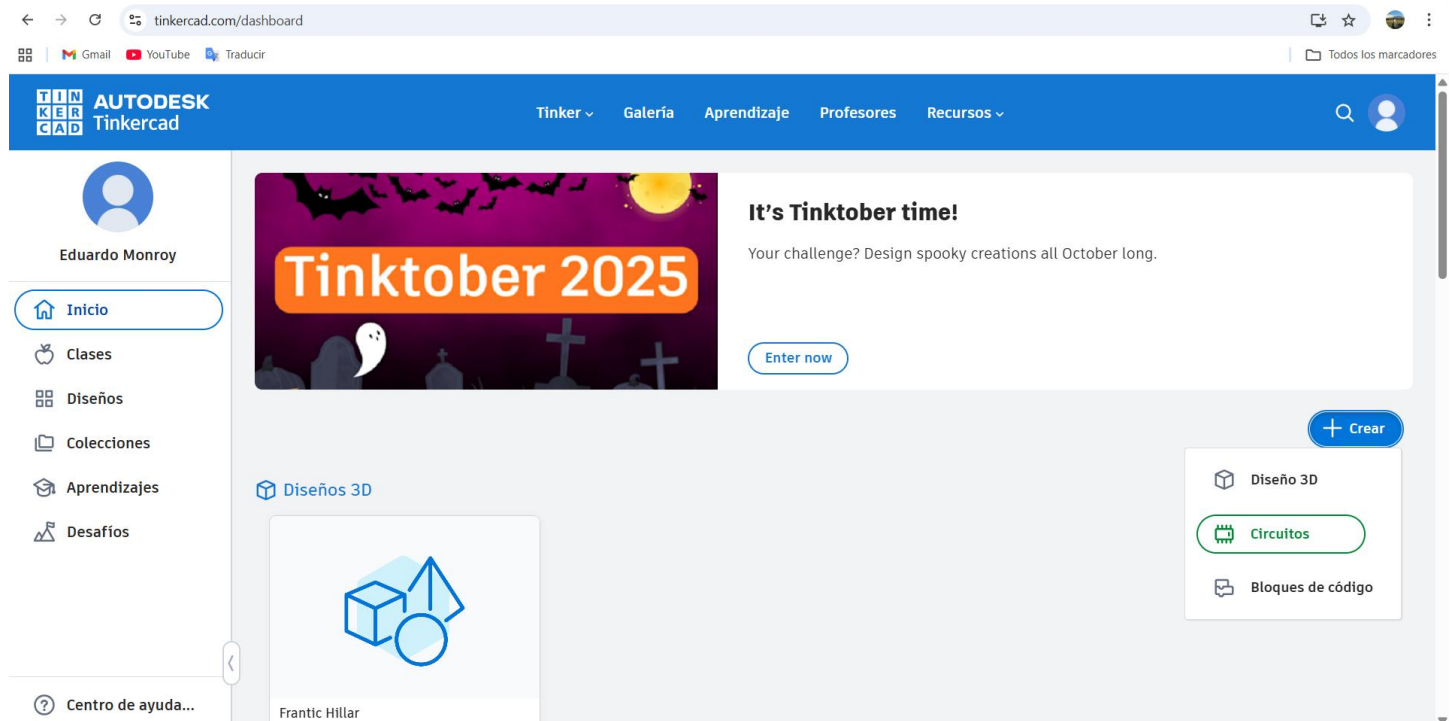 tinkercad.com/dashboard
Gmail YouTube Traducir Todos los marcadores
TIN
KER
CAD
AUTODESK
Tinkercad
Tinker Galería Aprendizaje Profesores Recursos
Eduardo Monroy
Inicio
Clases
Diseños
Colecciones
Aprendizajes
Desafíos
Centro de ayuda...
Tinktober 2025
It's Tinktober time!
Your challenge? Design spooky creations all October long.
Enter now
+ Crear
Diseño 3D
Circuitos
Bloques de código
Diseños 3D
Frantic Hillar